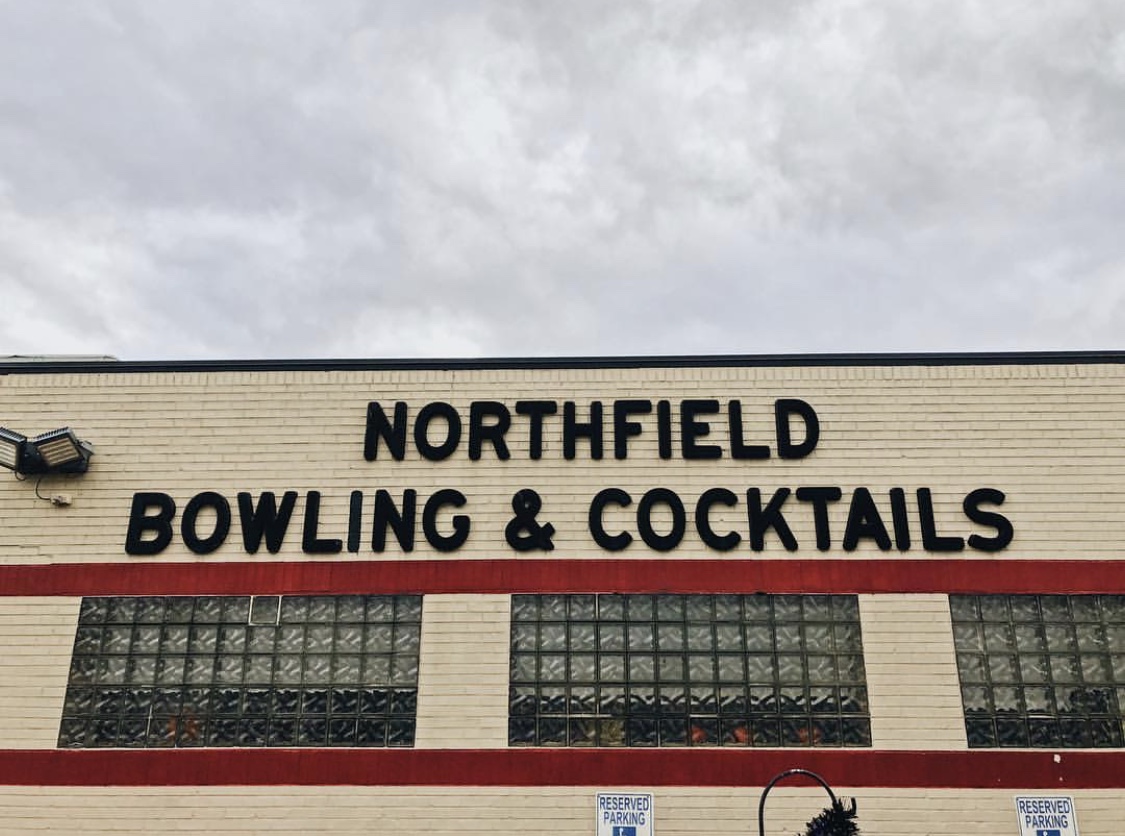 NORTHFIELD
BOWLING & COCKTAILS
RESERVED
PARKING
RESERVED
PARKING